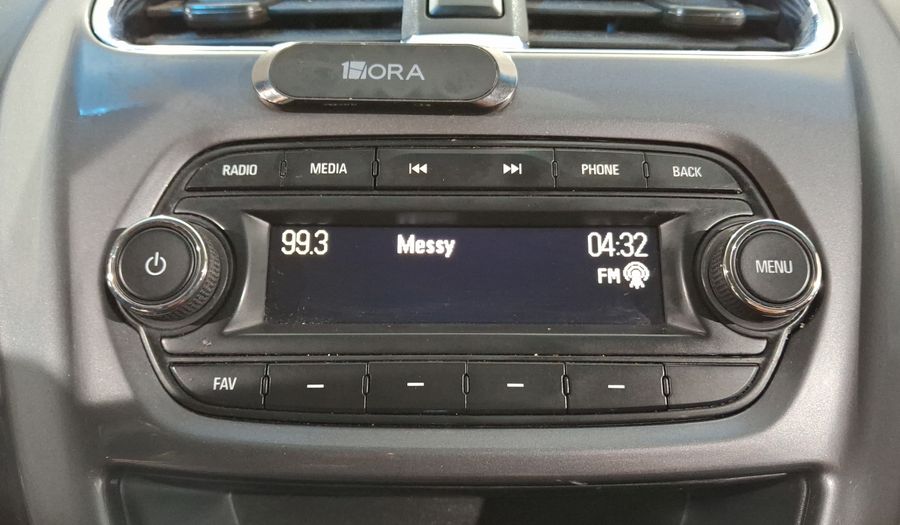 1HORA
RADIO MEDIA PHONE BACK
99.3 Messy 04:32
FM
MENU
FAV